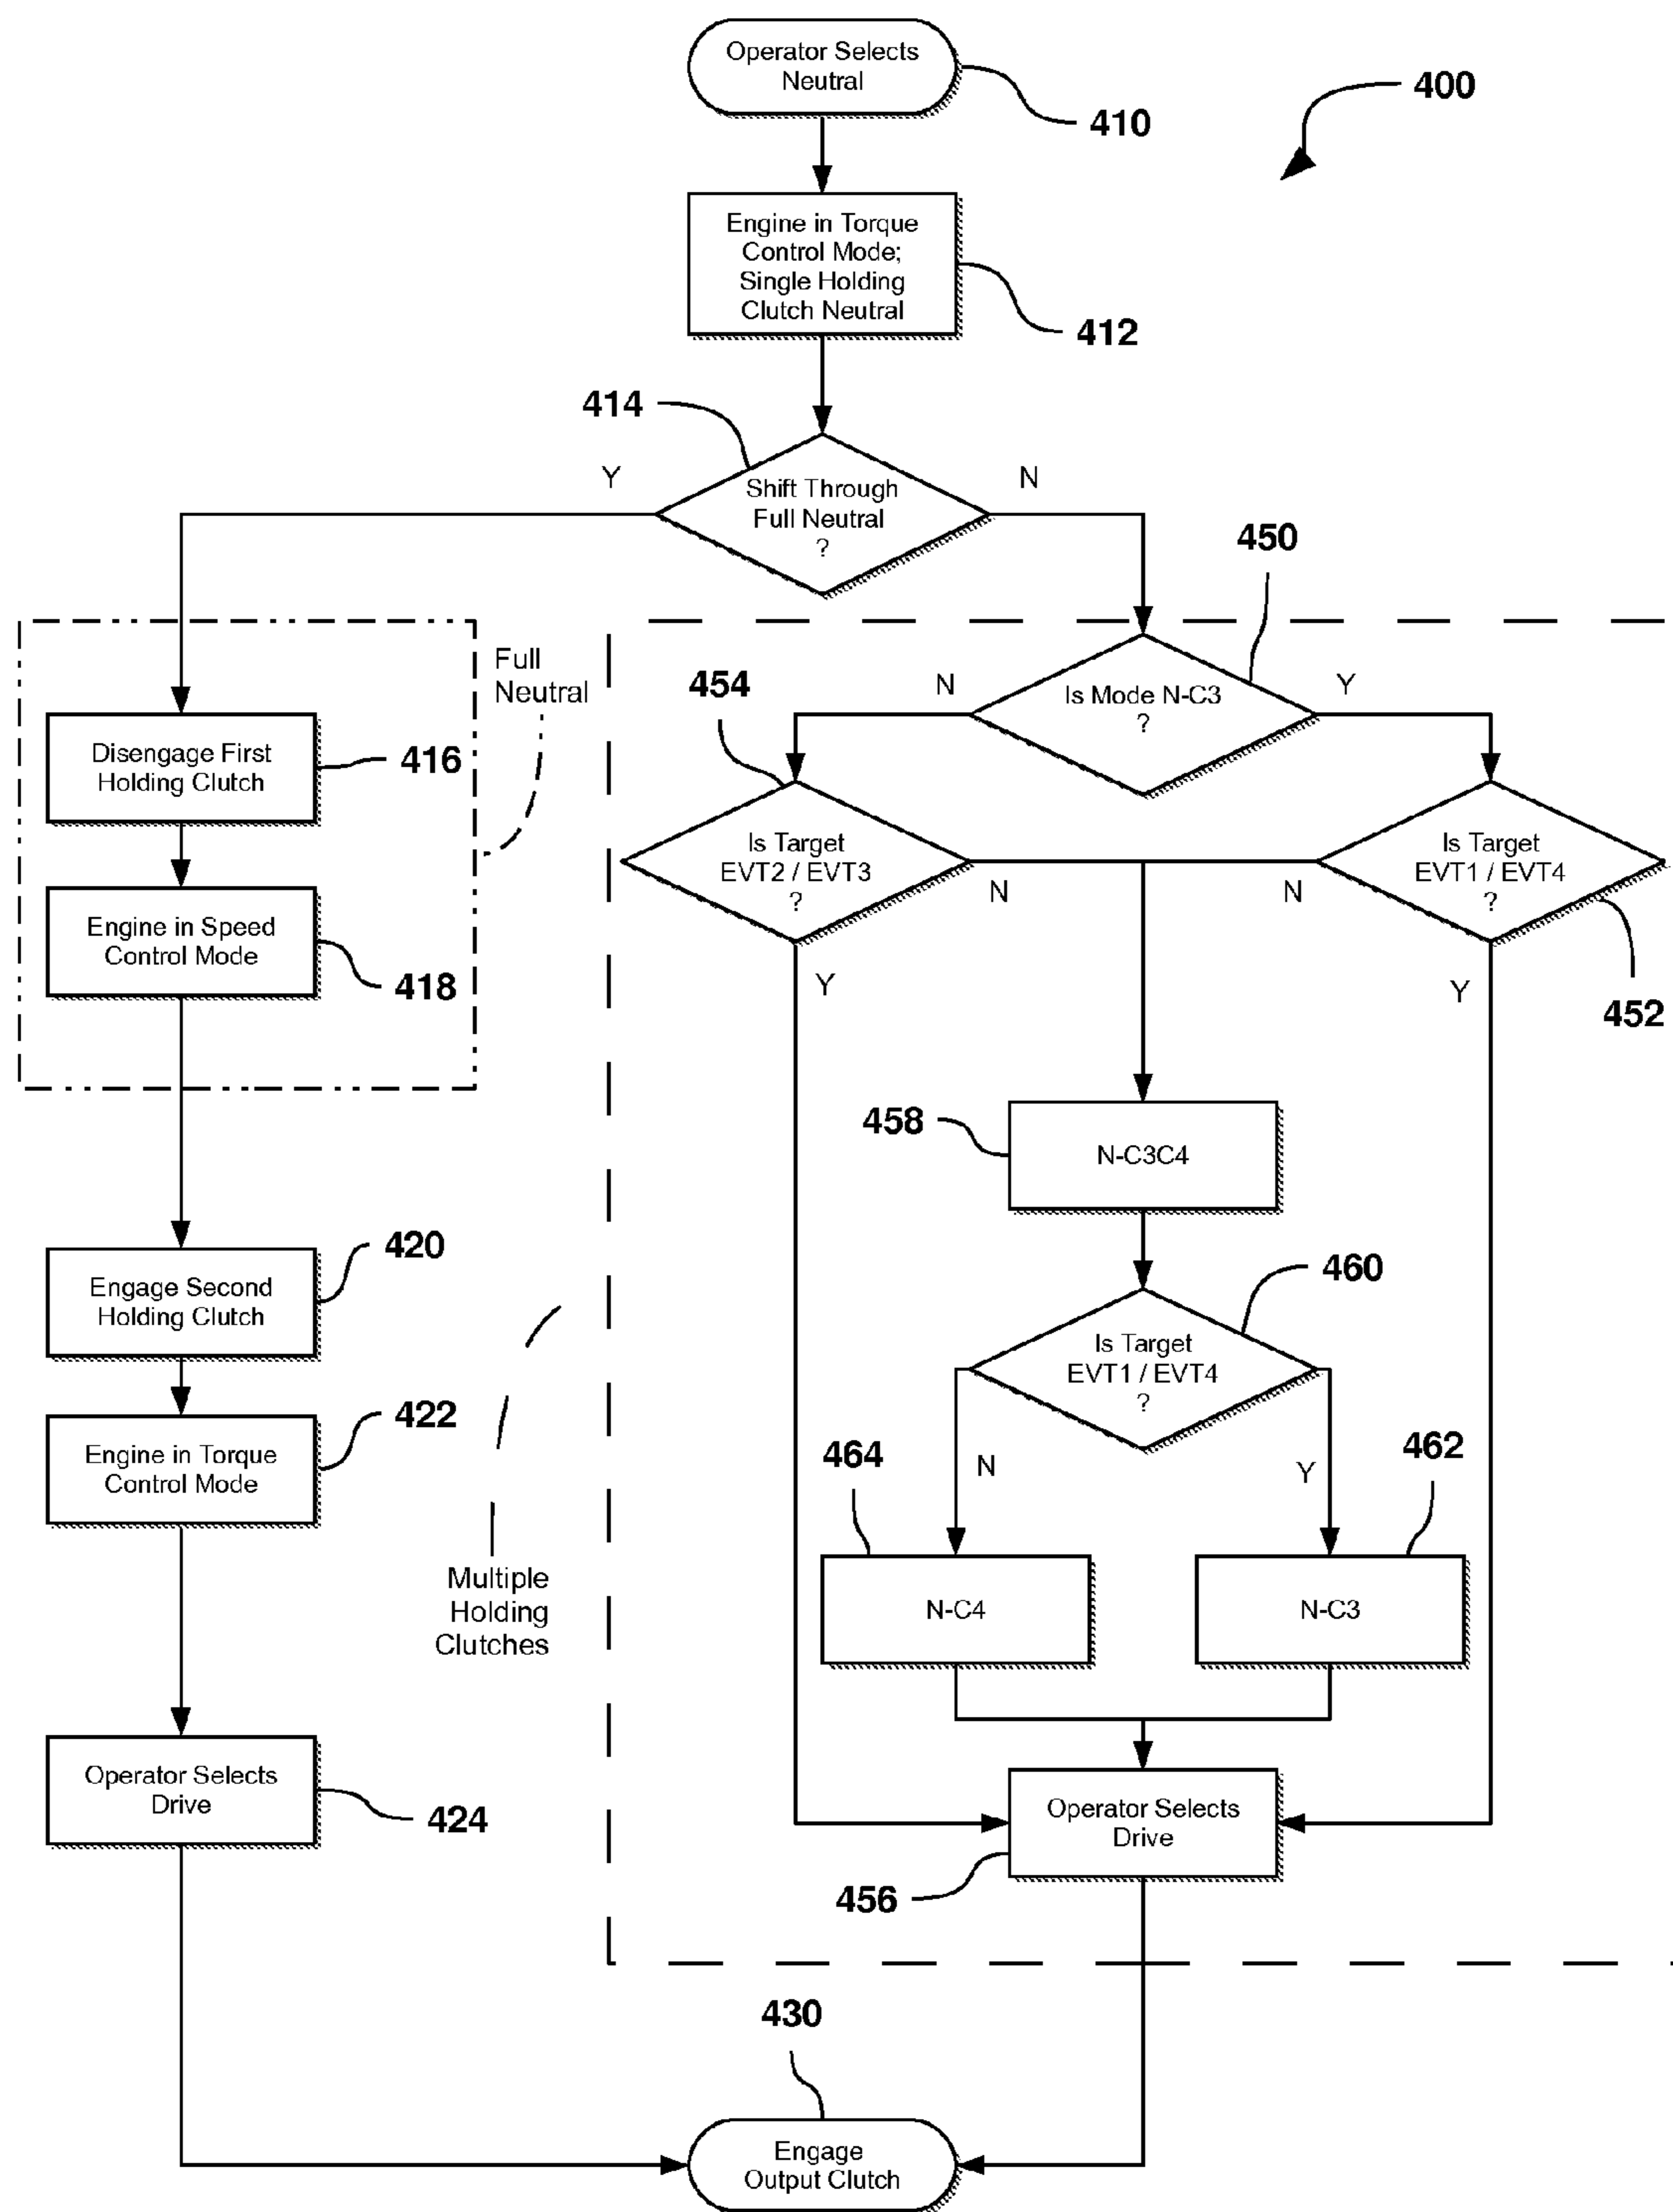 Operator Selects
Neutral
410
400
Engine in Torque
Control Mode;
Single Holding
Clutch Neutral
412
414
Y
N
Shift Through
Full Neutral
?
450
Full
Neutral
454
N
Is Mode N-C3
?
Y
Disengage First
Holding Clutch
416
Is Target
EVT2 / EVT3
?
N
N
Is Target
EVT1 / EVT4
?
Engine in Speed
Control Mode
418
Y
Y
452
458
N-C3C4
420
Engage Second
Holding Clutch
460
Is Target
EVT1 / EVT4
?
422
Engine in Torque
Control Mode
464
N
Y
462
Multiple
Holding
Clutches
N-C4
N-C3
Operator Selects
Drive
424
Operator Selects
Drive
456
430
Engage
Output Clutch